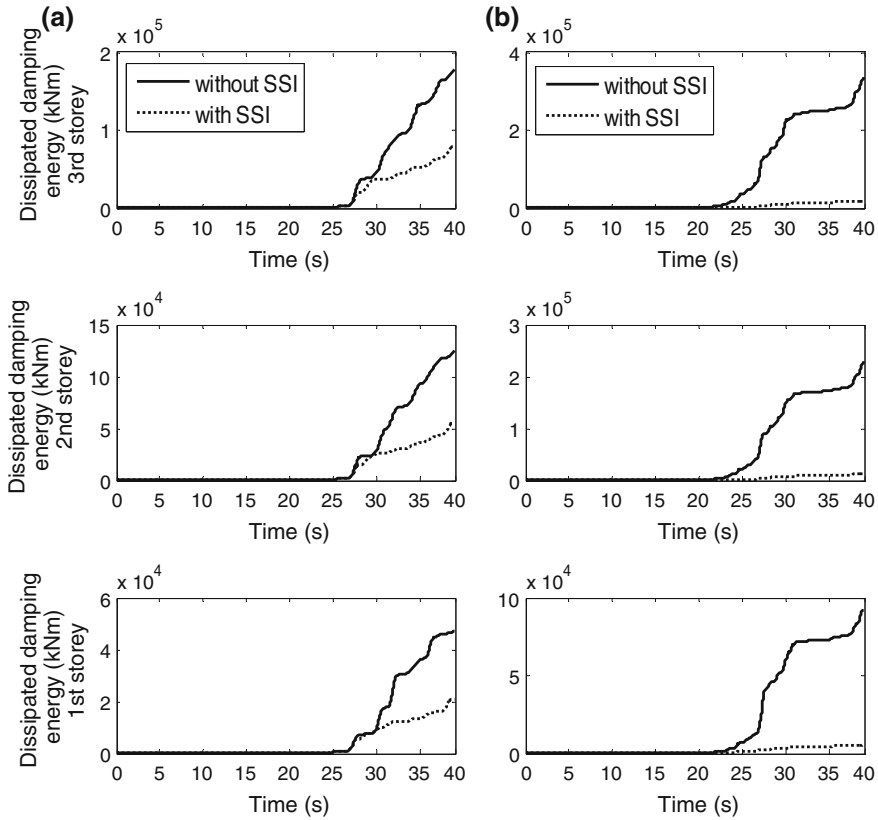 (a)
(b)
x 10^5
2
1
0
without SSI
with SSI
Dissipated damping
energy (kNm)
3rd storey
0 5 10 15 20 25 30 35 40
Time (s)
x 10^5
4
2
0
without SSI
with SSI
0 5 10 15 20 25 30 35 40
Time (s)
x 10^4
15
10
5
0
Dissipated damping
energy (kNm)
2nd storey
0 5 10 15 20 25 30 35 40
Time (s)
x 10^5
3
2
1
0
0 5 10 15 20 25 30 35 40
Time (s)
x 10^4
6
4
2
0
Dissipated damping
energy (kNm)
1st storey
0 5 10 15 20 25 30 35 40
Time (s)
x 10^4
10
5
0
0 5 10 15 20 25 30 35 40
Time (s)